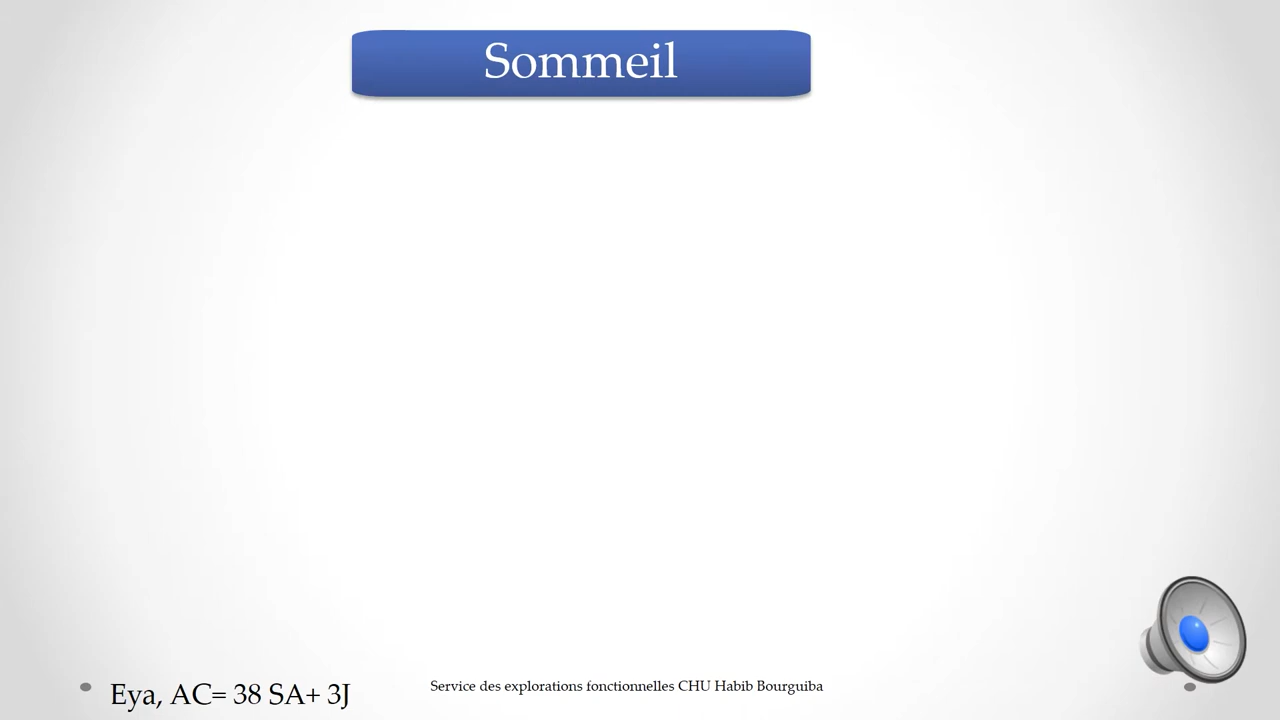 Sommeil
Eya, AC= 38 SA+ 3J
Service des explorations fonctionnelles CHU Habib Bourguiba